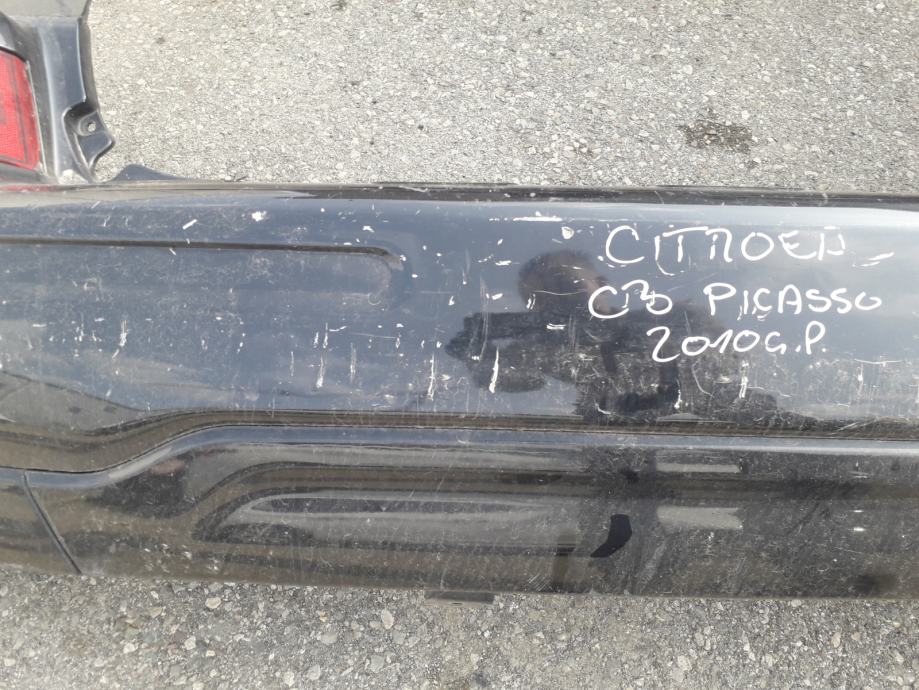 CITROEN
C3 PICASSO
2010G.P.